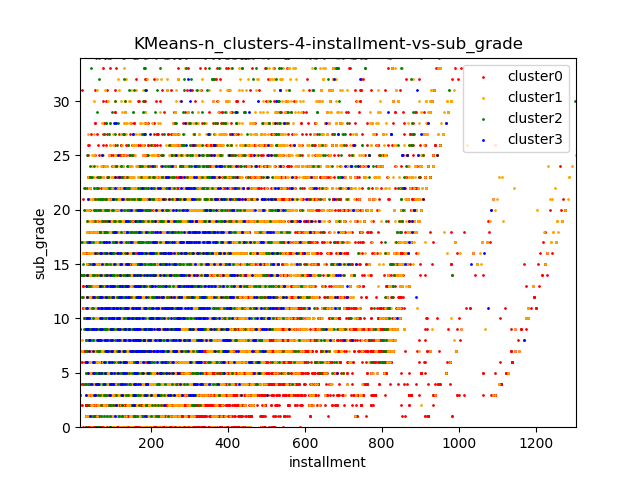 KMeans-n_clusters-4-installment-vs-sub_grade
cluster0
cluster1
cluster2
cluster3
30
25
20
15
10
5
0
sub_grade
200 400 600 800 1000 1200
installment